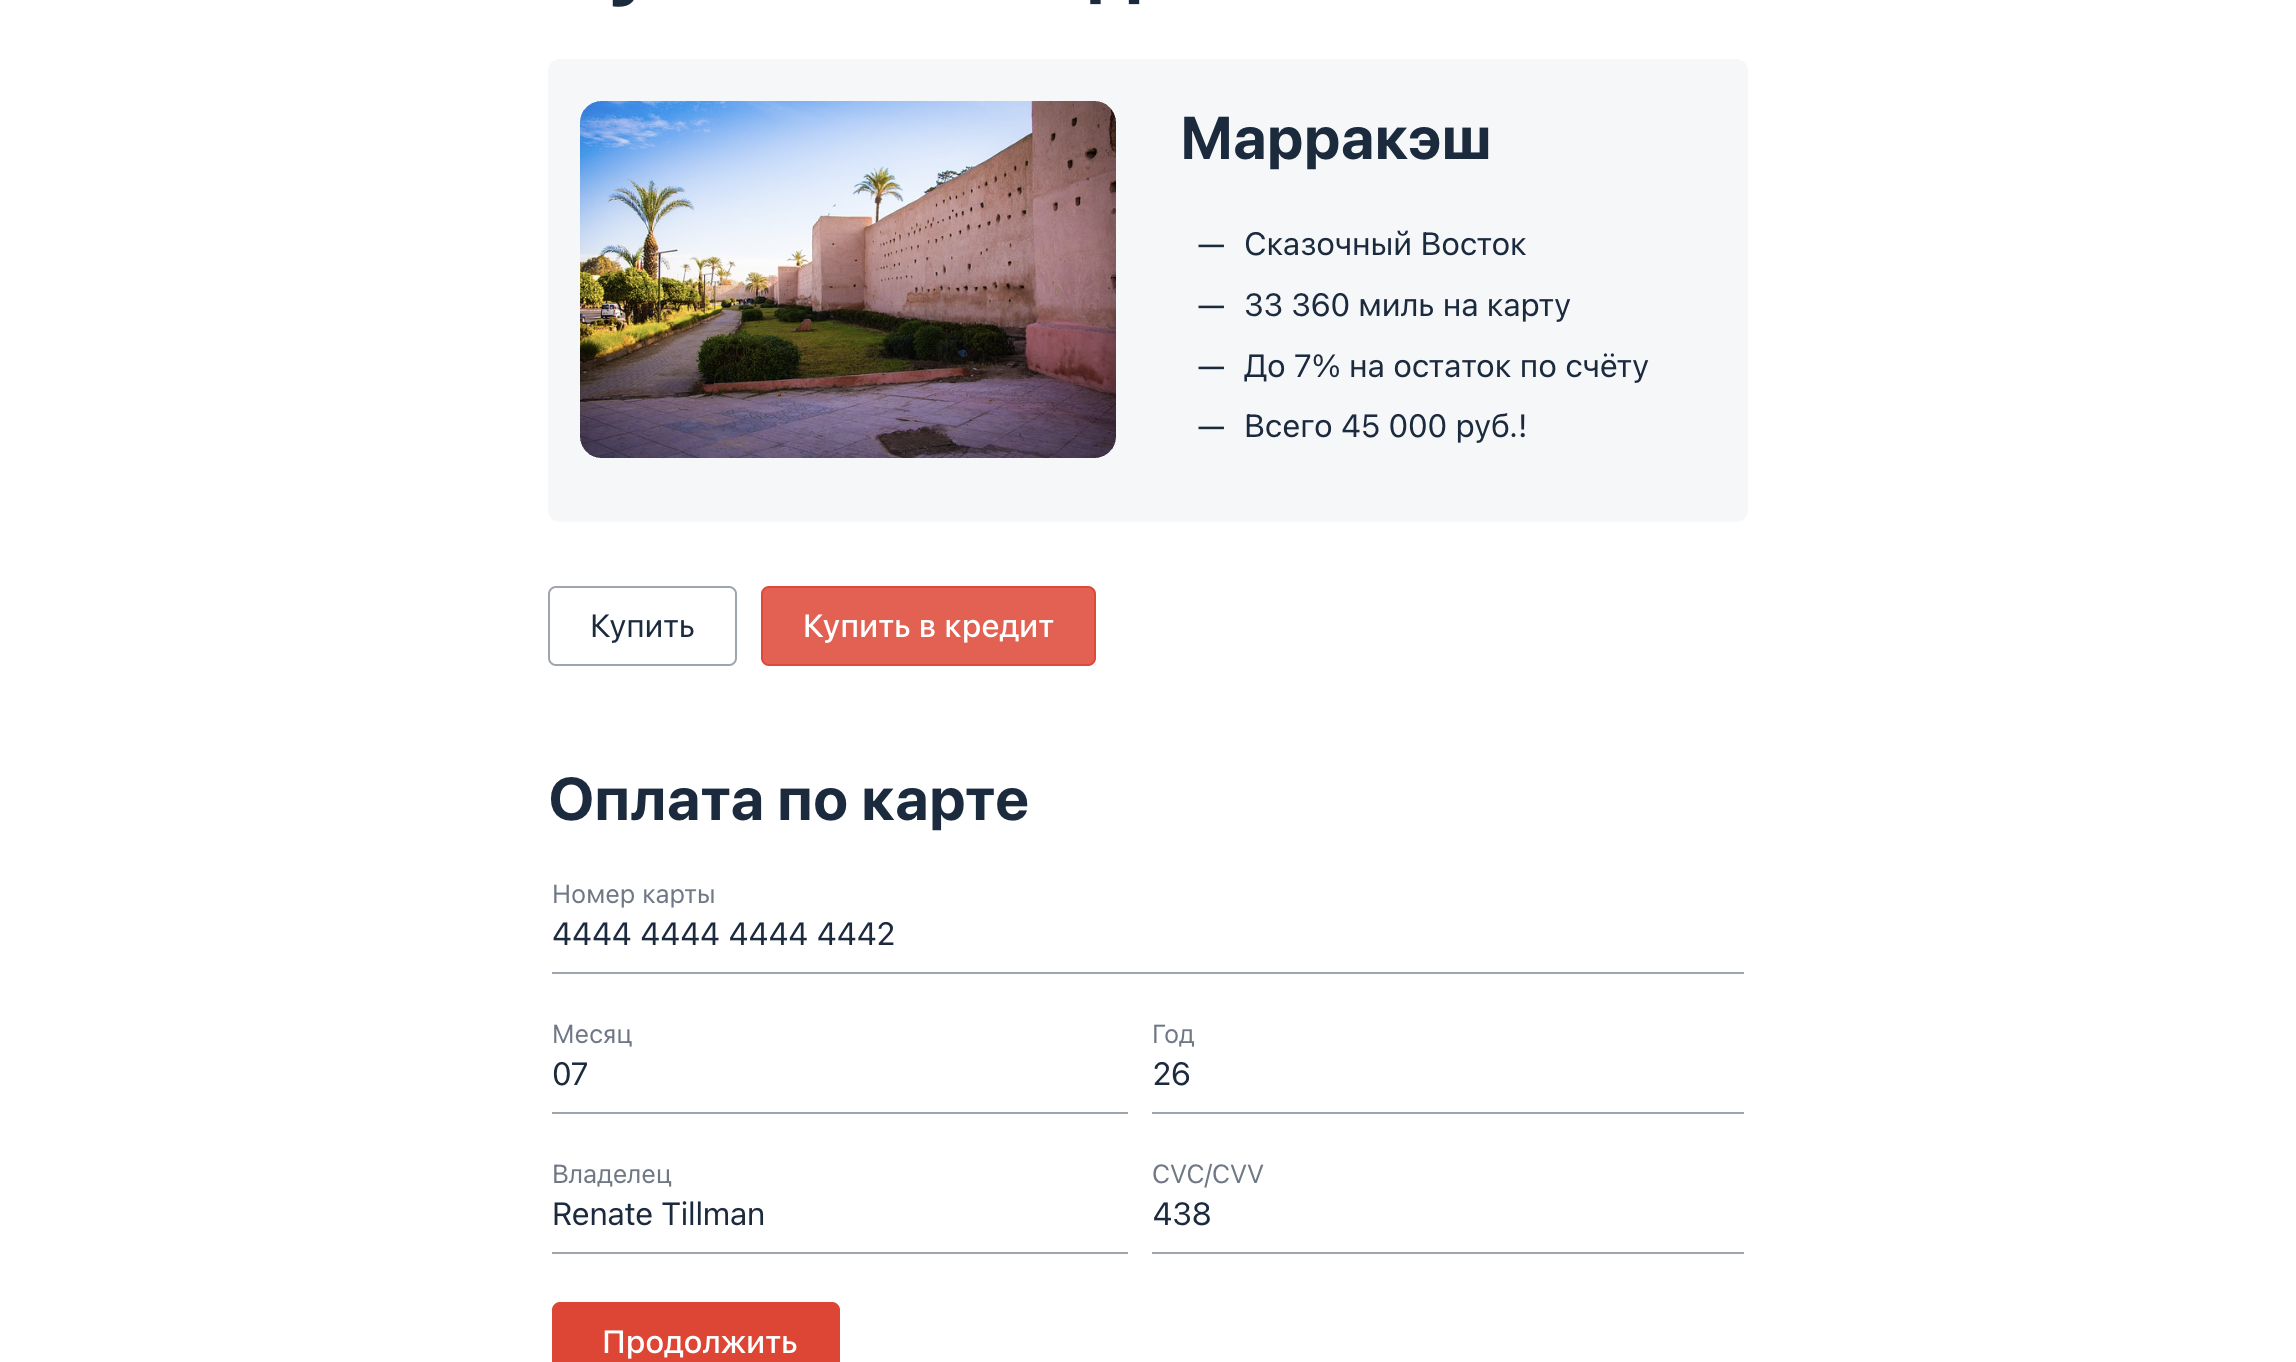 Марракэш
— Сказочный Восток
— 33 360 миль на карту
— До 7% на остаток по счёту
— Всего 45 000 руб.!
Купить
Купить в кредит
Оплата по карте
Номер карты
4444 4444 4444 4442
Месяц
Год
07
26
Владелец
CVC/CVV
Renate Tillman
438
Продолжить